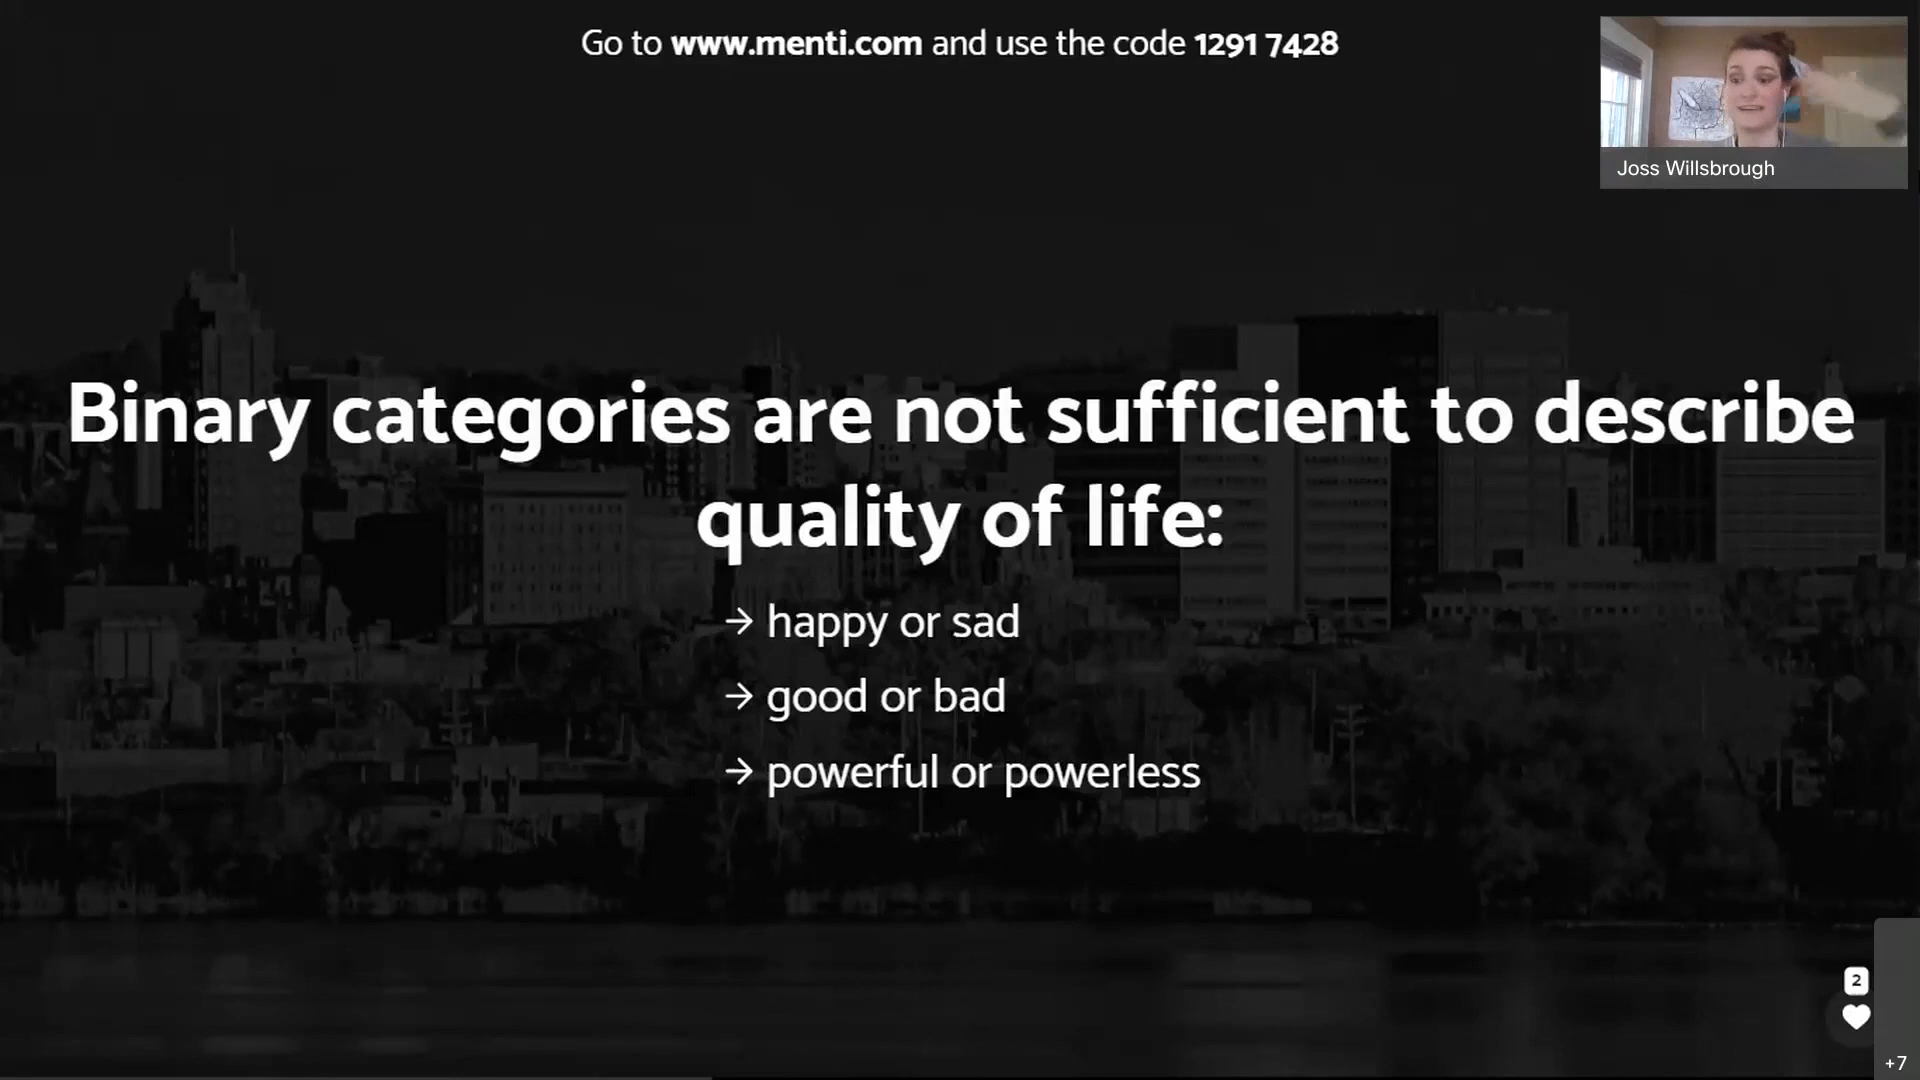 Go to www.menti.com and use the code 1291 7428
Joss Willsbrough
Binary categories are not sufficient to describe
quality of life:
→ happy or sad
→ good or bad
→ powerful or powerless
2
+7